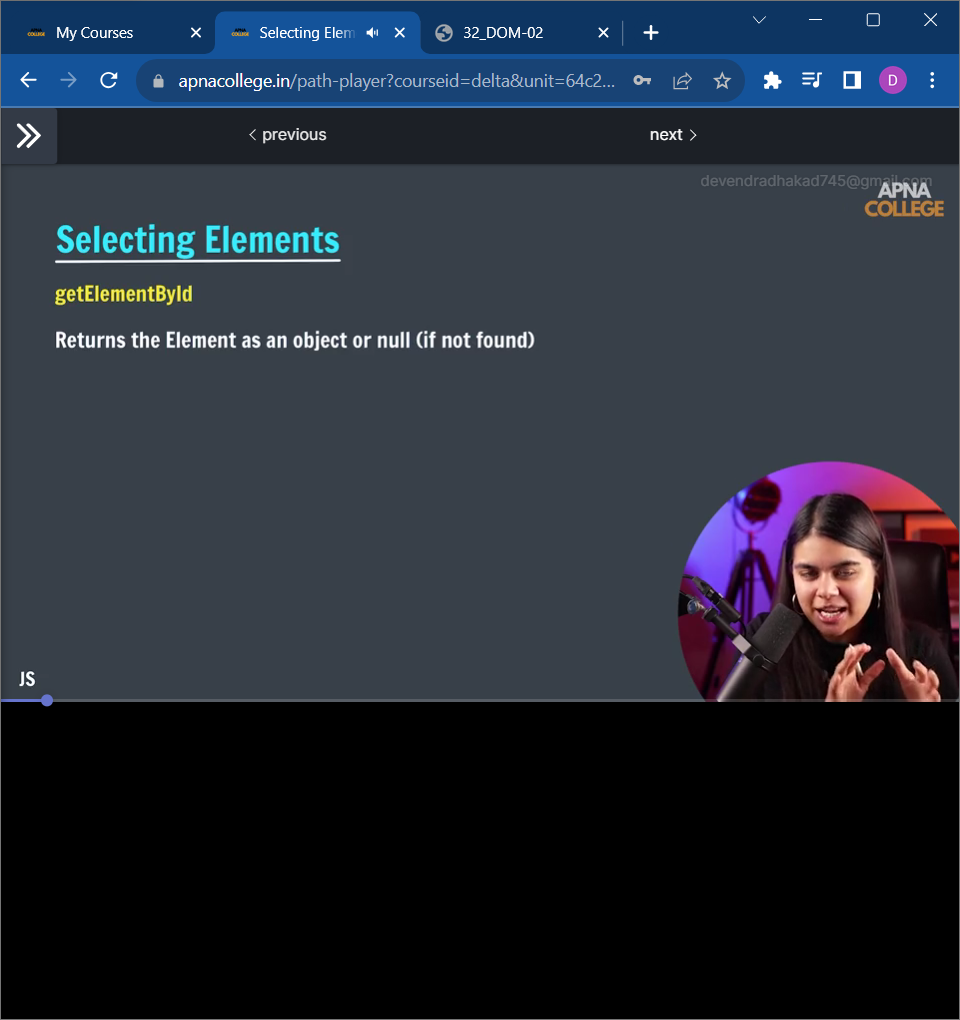 My Courses
Selecting Elem
32_DOM-02
apnacollege.in/path-player?courseid=delta&unit=64c2...
D
previous
next
devendradhakad745@gmail.com
APNA
COLLEGE
Selecting Elements
getElementById
Returns the Element as an object or null (if not found)
JS